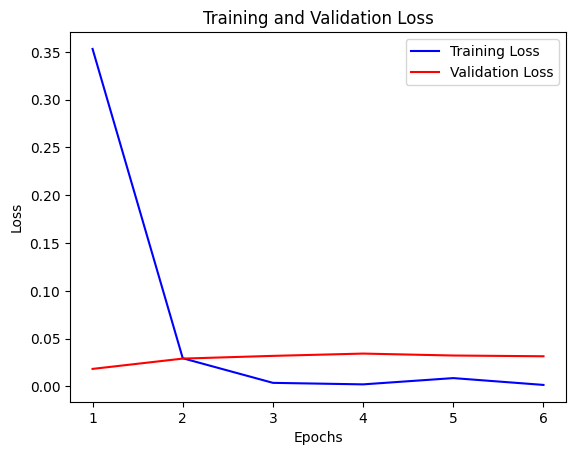 Training and Validation Loss
Training Loss
Validation Loss
0.35
0.30
0.25
0.20
0.15
0.10
0.05
0.00
Loss
1 2 3 4 5 6
Epochs